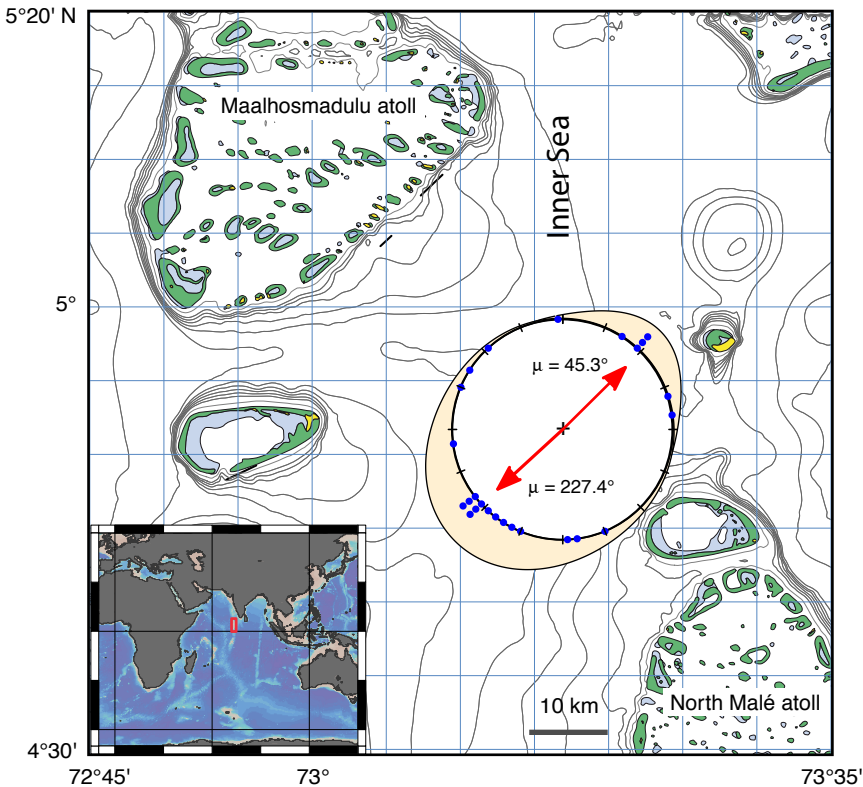 5°20' N
Maalhosmadulu atoll
Inner Sea
5°
μ = 45.3°
μ = 227.4°
10 km
North Malé atoll
4°30'
72°45'
73°
73°35'